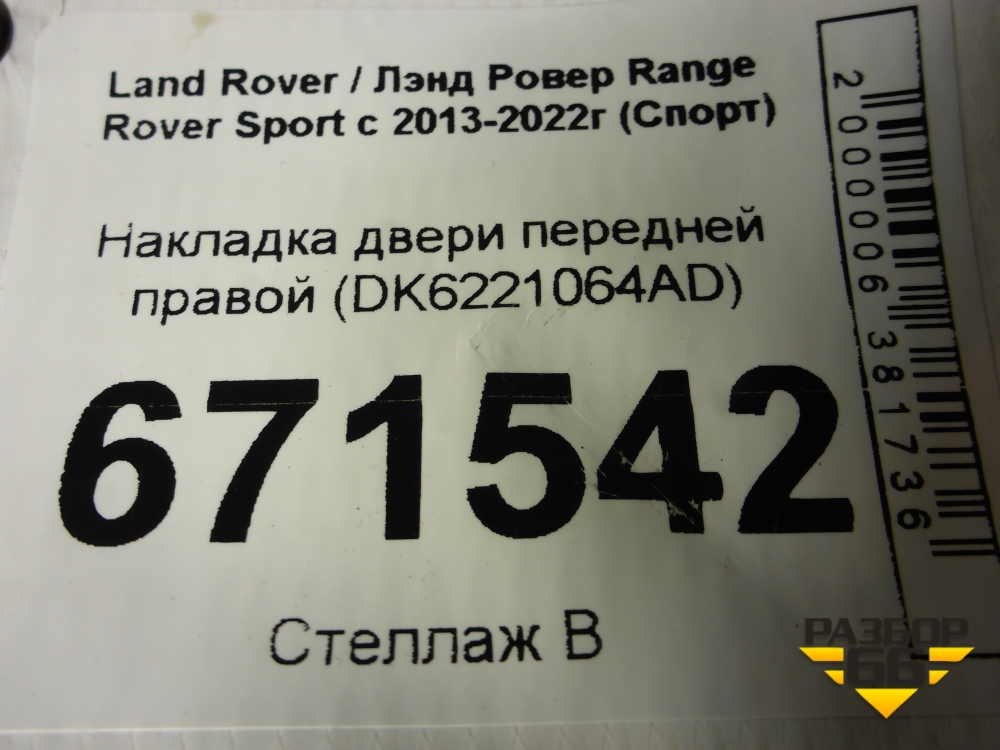 Land Rover / Лэнд Ровер Range
Rover Sport с 2013-2022г (Спорт)
Накладка двери передней
правой (DK6221064AD)
671542
Стеллаж В
2000006381736
РАЗБОР
66